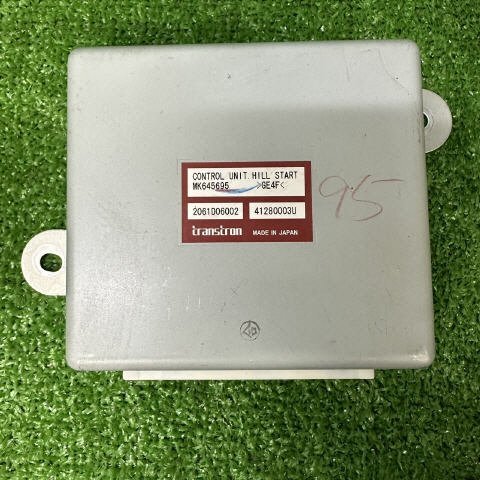 CONTROL UNIT.HILL START
MK645695 >GE4F<
2061D06002 41280003U
transtron MADE IN JAPAN
95